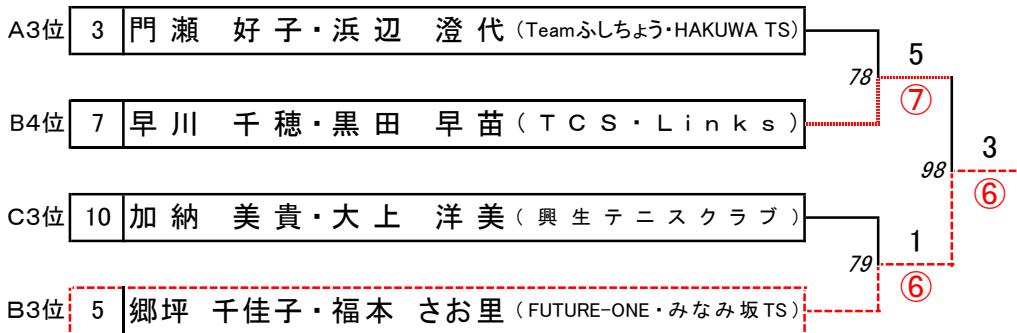 A3位 3 門瀬 好子・浜辺 澄代 (Teamふしちょう・HAKUWA TS)
78 5
⑦
B4位 7 早川 千穂・黒田 早苗 (TCS・Links)
98 3
⑥
C3位 10 加納 美貴・大上 洋美 (興生テニスクラブ)
79 1
⑥
B3位 5 郷坪 千佳子・福本 さお里 (FUTURE-ONE・みなみ坂TS)